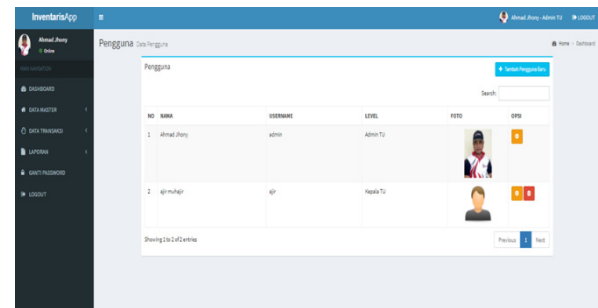 InventarisApp
Ahmad Jhony - Admin TU
LOGOUT
Ahmad Jhony
Online
MAIN NAVIGATION
DASHBOARD
DATA MASTER
DATA TRANSAKSI
LAPORAN
GANTI PASSWORD
LOGOUT
Pengguna Data Pengguna
Home - Dashboard
Pengguna
+ Tambah Pengguna Baru
Search:
NO NAMA USERNAME LEVEL FOTO OPSI
1 Ahmad Jhony admin Admin TU
2 ajir muhajir ajir Kepala TU
Showing 1 to 2 of 2 entries
Previous 1 Next